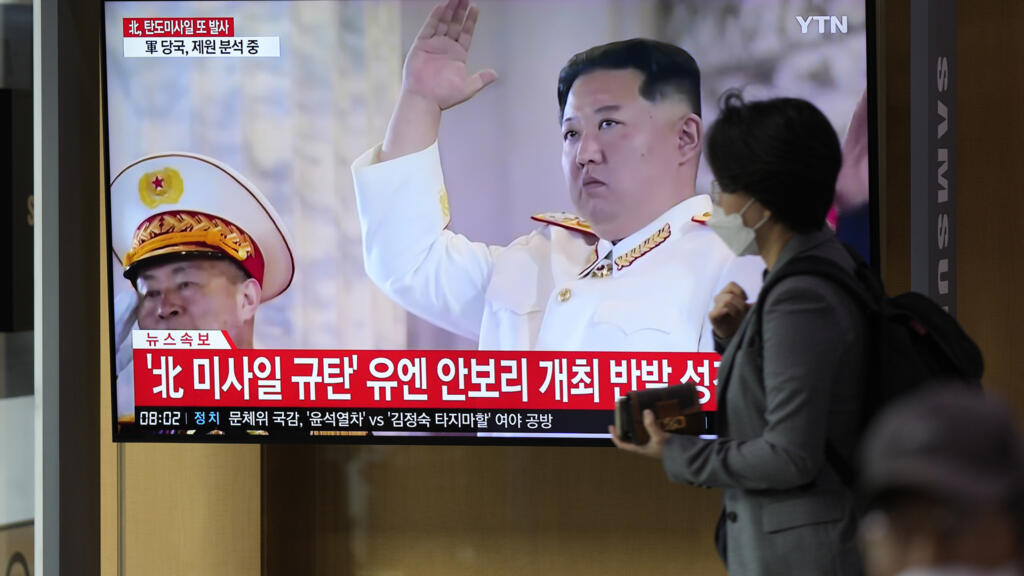 北, 탄도미사일 또 발사
軍 당국, 제원 분석 중
YTN
SAMSU
뉴스속보
'北 미사일 규탄' 유엔 안보리 개최 반발
08:02 정치 문체위 국감, '윤석열차' vs '김정숙 타지마할' 여야 공방